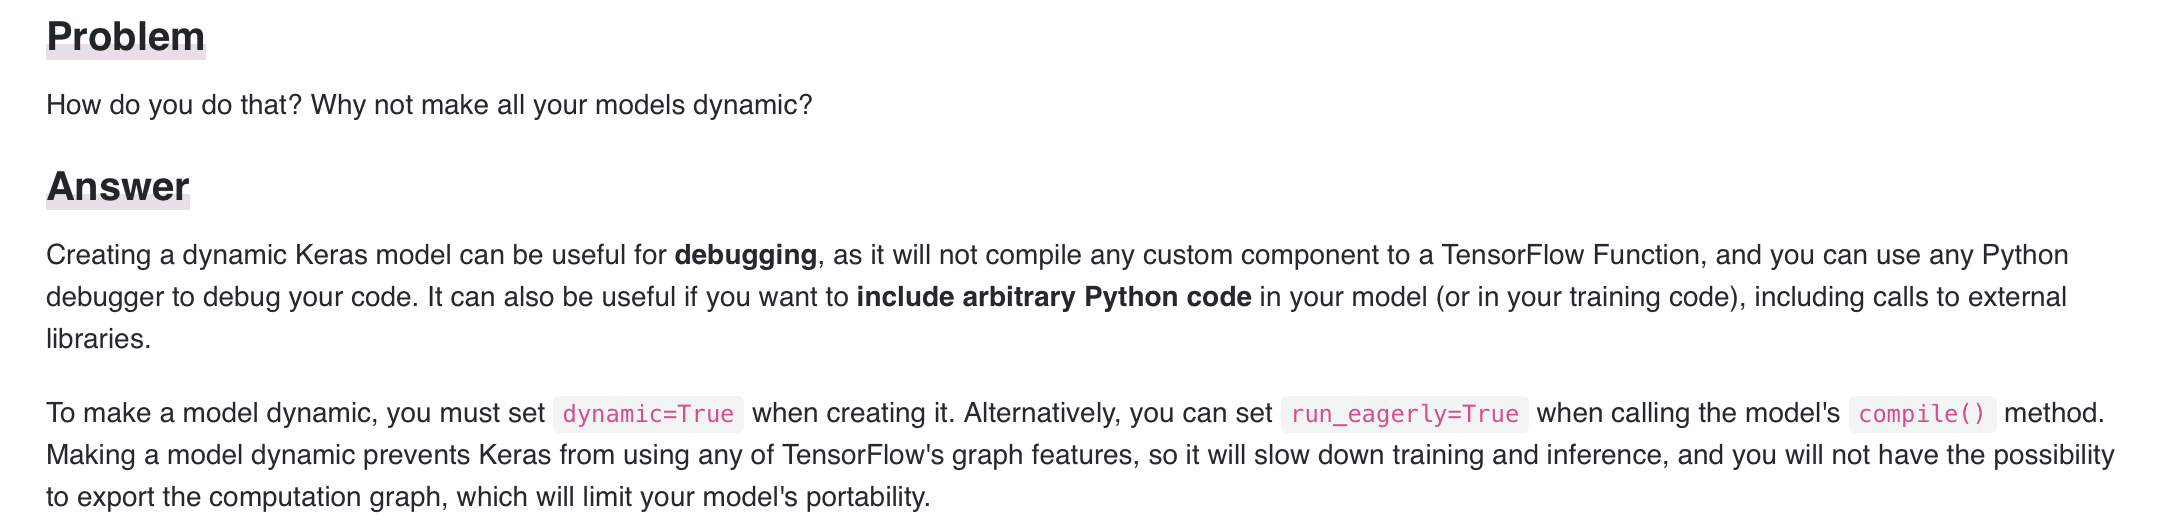 Problem
How do you do that? Why not make all your models dynamic?
Answer
Creating a dynamic Keras model can be useful for debugging, as it will not compile any custom component to a TensorFlow Function, and you can use any Python
debugger to debug your code. It can also be useful if you want to include arbitrary Python code in your model (or in your training code), including calls to external
libraries.
To make a model dynamic, you must set dynamic=True when creating it. Alternatively, you can set run_eagerly=True when calling the model's compile() method.
Making a model dynamic prevents Keras from using any of TensorFlow's graph features, so it will slow down training and inference, and you will not have the possibility
to export the computation graph, which will limit your model's portability.